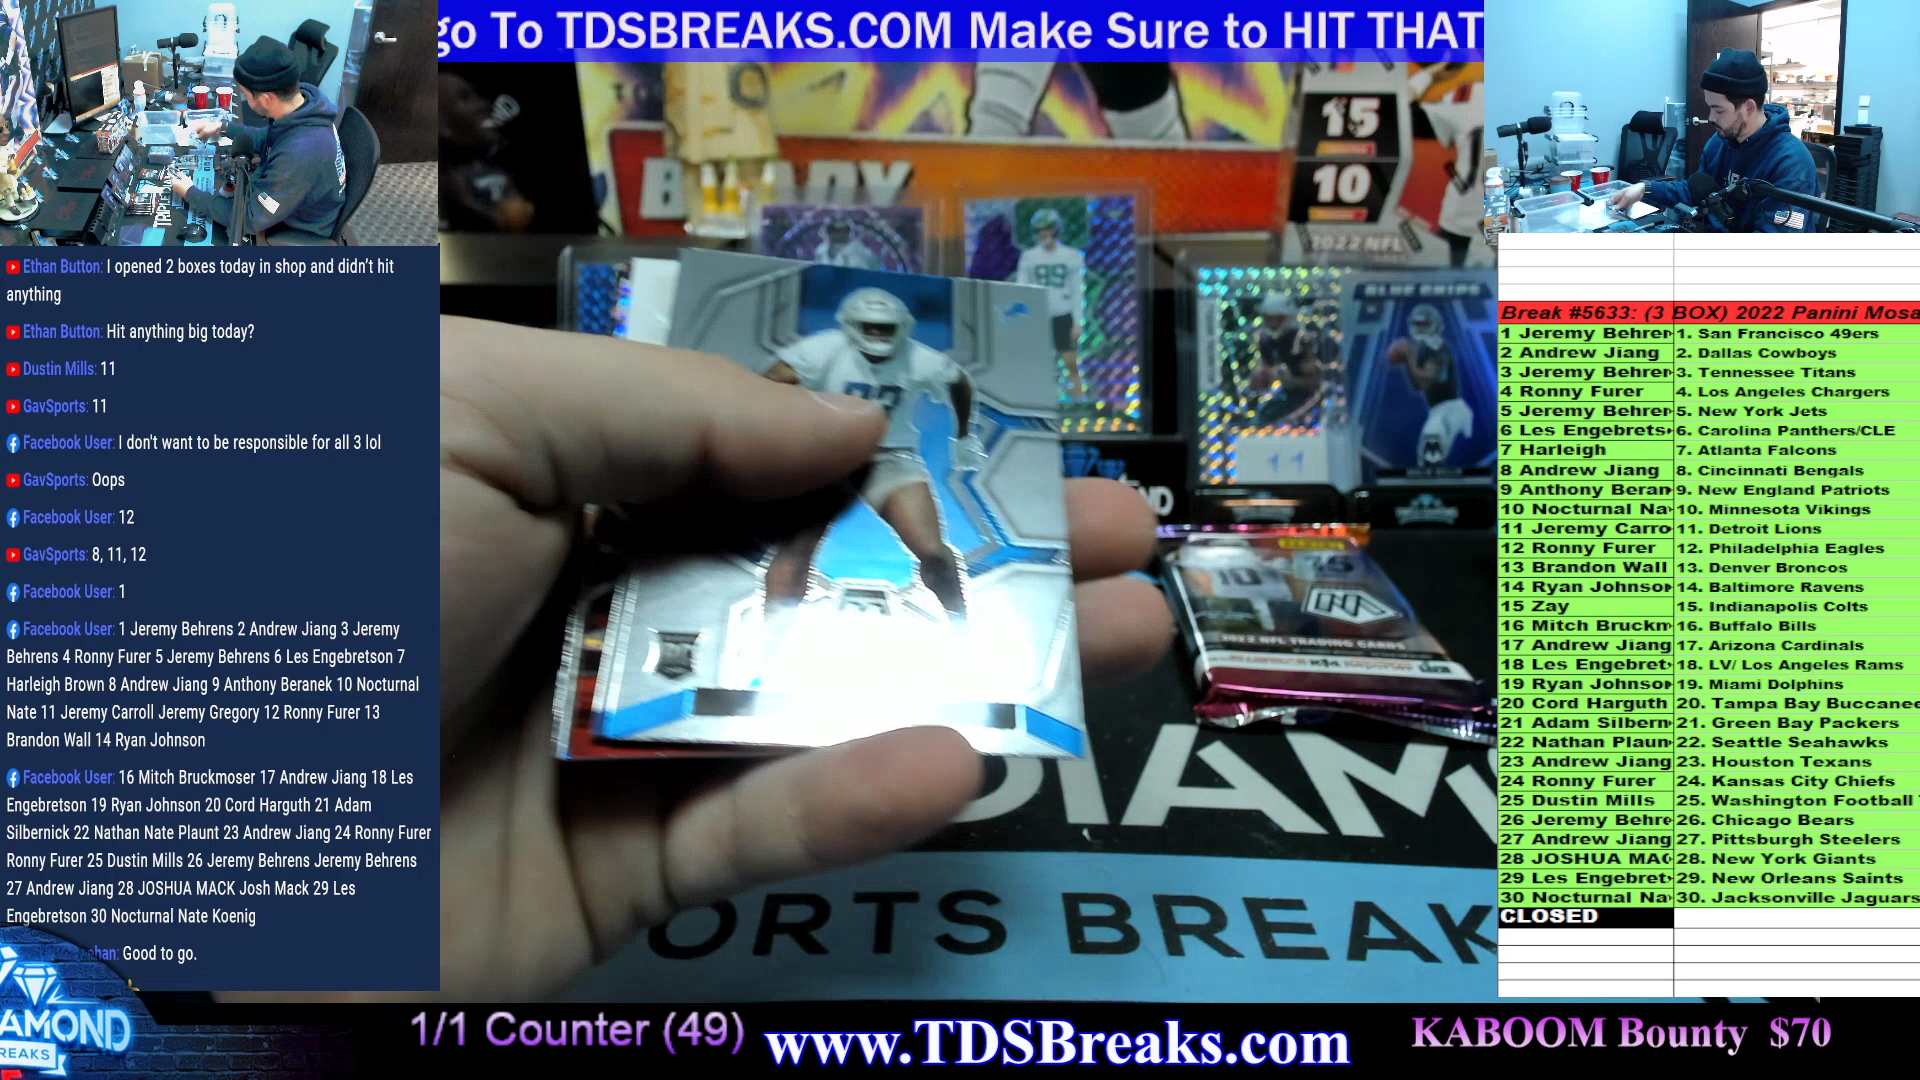 go To TDSBREAKS.COM Make Sure to HIT THAT
Ethan Button: I opened 2 boxes today in shop and didn't hit
anything
Ethan Button: Hit anything big today?
Dustin Mills: 11
GavSports: 11
Facebook User: I don't want to be responsible for all 3 lol
GavSports: Oops
Facebook User: 12
GavSports: 8, 11, 12
Facebook User: 1
Facebook User: 1 Jeremy Behrens 2 Andrew Jiang 3 Jeremy
Behrens 4 Ronny Furer 5 Jeremy Behrens 6 Les Engebretson 7
Harleigh Brown 8 Andrew Jiang 9 Anthony Beranek 10 Nocturnal
Nate 11 Jeremy Carroll Jeremy Gregory 12 Ronny Furer 13
Brandon Wall 14 Ryan Johnson
Facebook User: 16 Mitch Bruckmoser 17 Andrew Jiang 18 Les
Engebretson 19 Ryan Johnson 20 Cord Harguth 21 Adam
Silbernick 22 Nathan Nate Plaunt 23 Andrew Jiang 24 Ronny Furer
Ronny Furer 25 Dustin Mills 26 Jeremy Behrens Jeremy Behrens
27 Andrew Jiang 28 JOSHUA MACK Josh Mack 29 Les
Engebretson 30 Nocturnal Nate Koenig
han: Good to go.
AMOND
REAKS
15
10
2022 NFL
BLUE CHIPS
89
11
2022 NFL TRADING CARDS
DIAM
ORTS BREAK
Break #5633: (3 BOX) 2022 Panini Mosa
1 Jeremy Behren 1. San Francisco 49ers
2 Andrew Jiang 2. Dallas Cowboys
3 Jeremy Behren 3. Tennessee Titans
4 Ronny Furer 4. Los Angeles Chargers
5 Jeremy Behren 5. New York Jets
6 Les Engebrets 6. Carolina Panthers/CLE
7 Harleigh 7. Atlanta Falcons
8 Andrew Jiang 8. Cincinnati Bengals
9 Anthony Beran 9. New England Patriots
10 Nocturnal Na 10. Minnesota Vikings
11 Jeremy Carro 11. Detroit Lions
12 Ronny Furer 12. Philadelphia Eagles
13 Brandon Wall 13. Denver Broncos
14 Ryan Johnson 14. Baltimore Ravens
15 Zay 15. Indianapolis Colts
16 Mitch Bruckm 16. Buffalo Bills
17 Andrew Jiang 17. Arizona Cardinals
18 Les Engebret 18. LV/ Los Angeles Rams
19 Ryan Johnson 19. Miami Dolphins
20 Cord Harguth 20. Tampa Bay Buccanee
21 Adam Silbern 21. Green Bay Packers
22 Nathan Plaun 22. Seattle Seahawks
23 Andrew Jiang 23. Houston Texans
24 Ronny Furer 24. Kansas City Chiefs
25 Dustin Mills 25. Washington Football
26 Jeremy Behre 26. Chicago Bears
27 Andrew Jiang 27. Pittsburgh Steelers
28 JOSHUA MAC 28. New York Giants
29 Les Engebret 29. New Orleans Saints
30 Nocturnal Na 30. Jacksonville Jaguars
CLOSED
1/1 Counter (49)
www.TDSBreaks.com
KABOOM Bounty $70